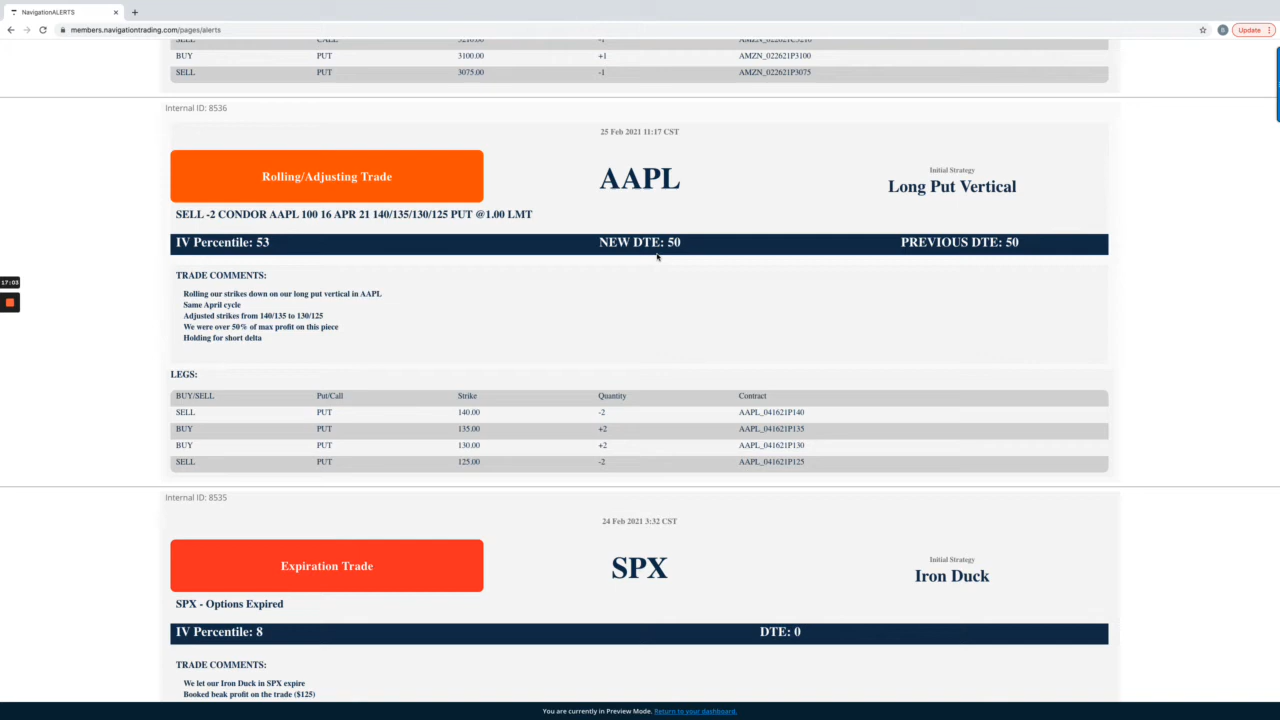 NavigationALERTS
members.navigationtrading.com/pages/alerts
B
Update
SELL CALL 3210.00 -1 AMZN_022621C3210
BUY PUT 3100.00 +1 AMZN_022621P3100
SELL PUT 3075.00 -1 AMZN_022621P3075
Internal ID: 8536
25 Feb 2021 11:17 CST
Rolling/Adjusting Trade
AAPL
Initial Strategy
Long Put Vertical
SELL -2 CONDOR AAPL 100 16 APR 21 140/135/130/125 PUT @1.00 LMT
IV Percentile: 53 NEW DTE: 50 PREVIOUS DTE: 50
17:03
TRADE COMMENTS:
Rolling our strikes down on our long put vertical in AAPL
Same April cycle
Adjusted strikes from 140/135 to 130/125
We were over 50% of max profit on this piece
Holding for short delta
LEGS:
BUY/SELL Put/Call Strike Quantity Contract
SELL PUT 140.00 -2 AAPL_041621P140
BUY PUT 135.00 +2 AAPL_041621P135
BUY PUT 130.00 +2 AAPL_041621P130
SELL PUT 125.00 -2 AAPL_041621P125
Internal ID: 8535
24 Feb 2021 3:32 CST
Expiration Trade
SPX
Initial Strategy
Iron Duck
SPX - Options Expired
IV Percentile: 8 DTE: 0
TRADE COMMENTS:
We let our Iron Duck in SPX expire
Booked beak profit on the trade ($125)
You are currently in Preview Mode. Return to your dashboard.